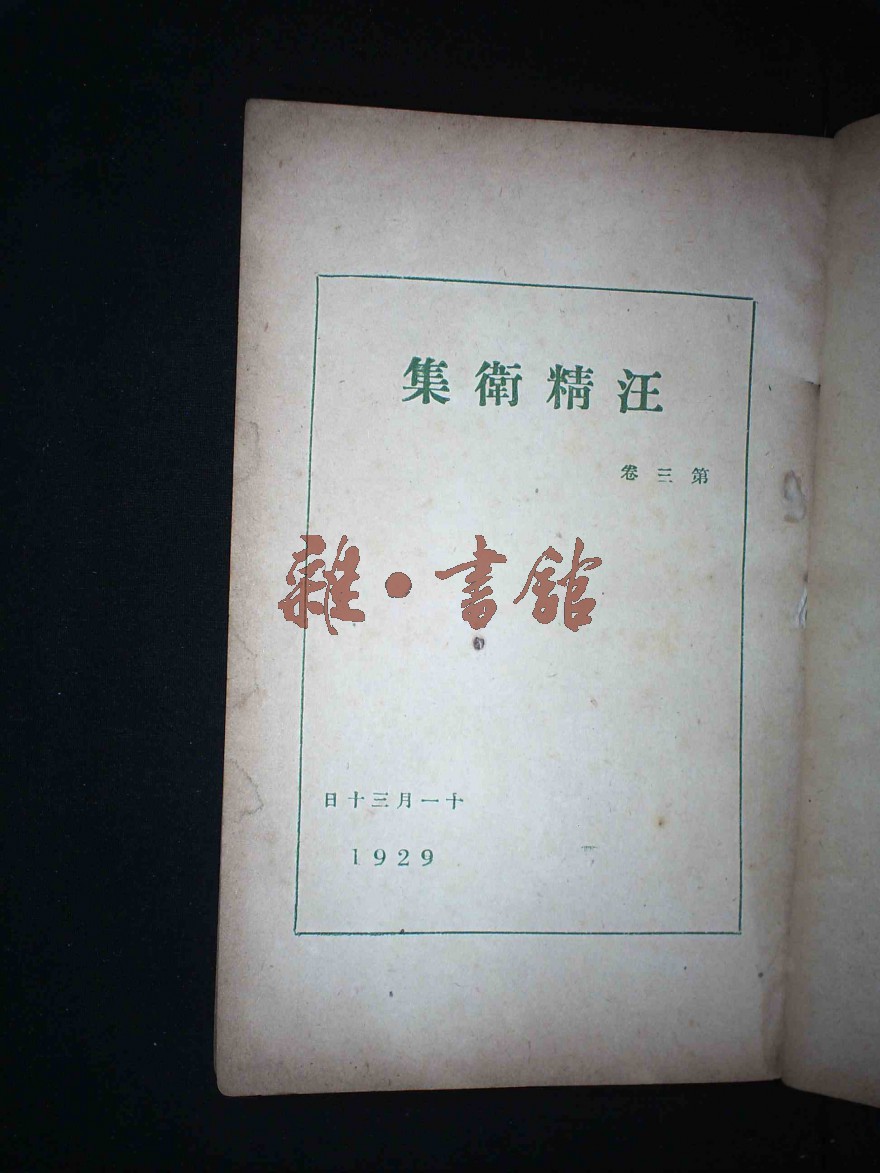 汪精衛集
第三卷
雜·書館
十一月三十日
1929